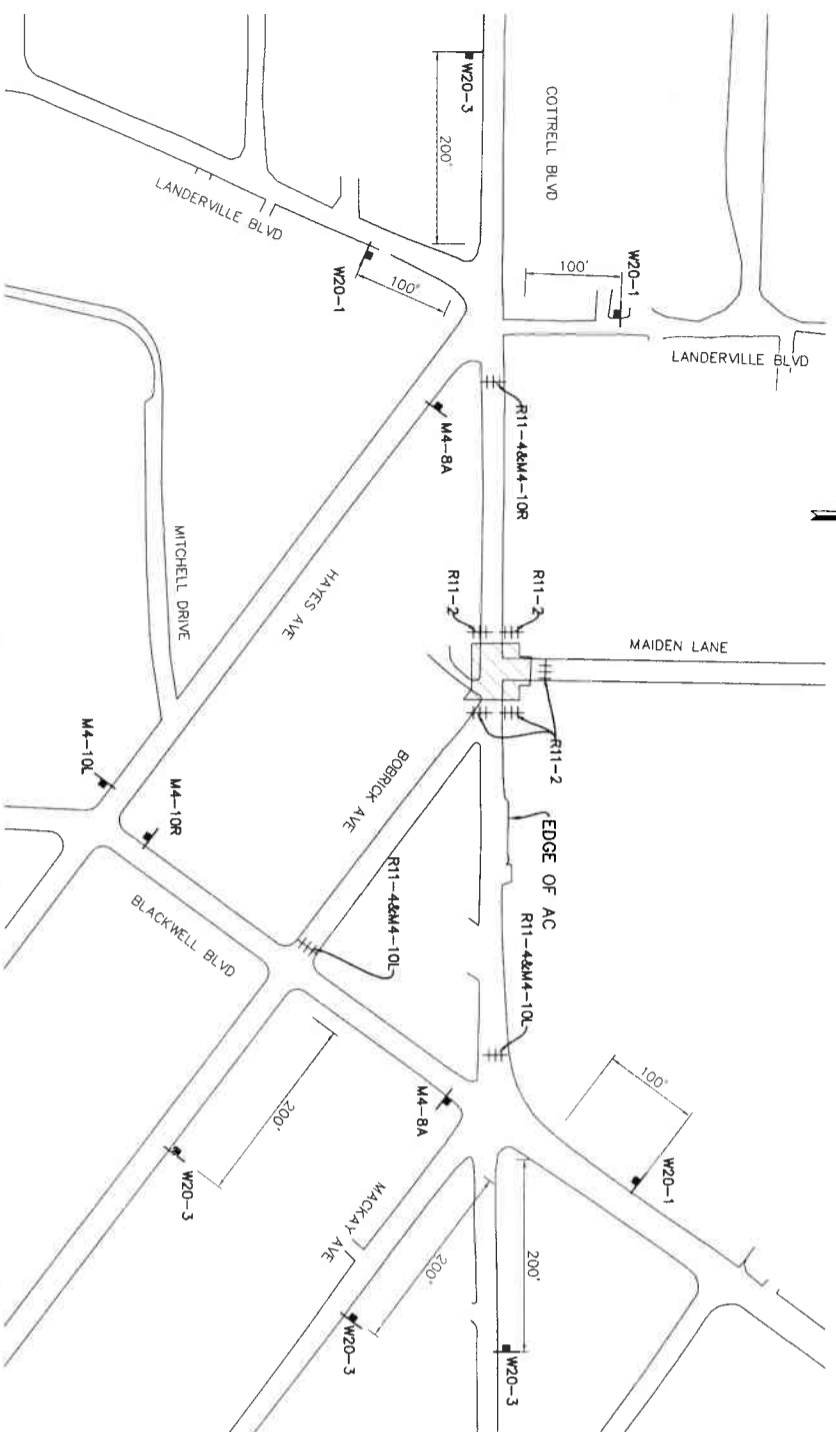 W20-3
COTTRELL BLVD
200'
LANDERVILLE BLVD
W20-1
100'
100'
W20-1
LANDERVILLE BLVD
R11-4&M4-10R
M4-8A
HAYES AVE
MITCHELL DRIVE
R11-2
R11-2
MAIDEN LANE
R11-2
BOBRICK AVE
EDGE OF AC
M4-10L
M4-10R
BLACKWELL BLVD
R11-4&M4-10L
R11-4&M4-10L
M4-8A
100'
W20-1
200'
W20-3
MACKAY AVE
200'
W20-3
200'
W20-3